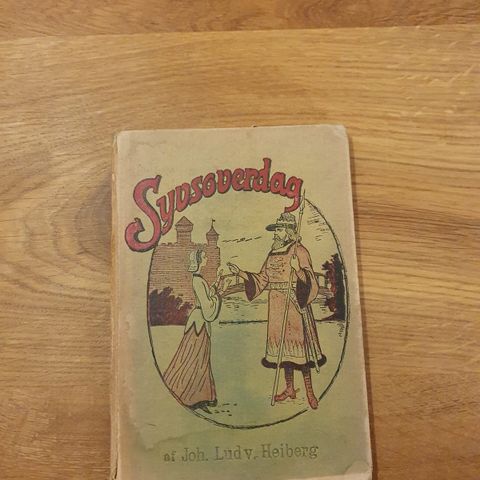 Syvsoverdag
af Joh. Ludv. Heiberg